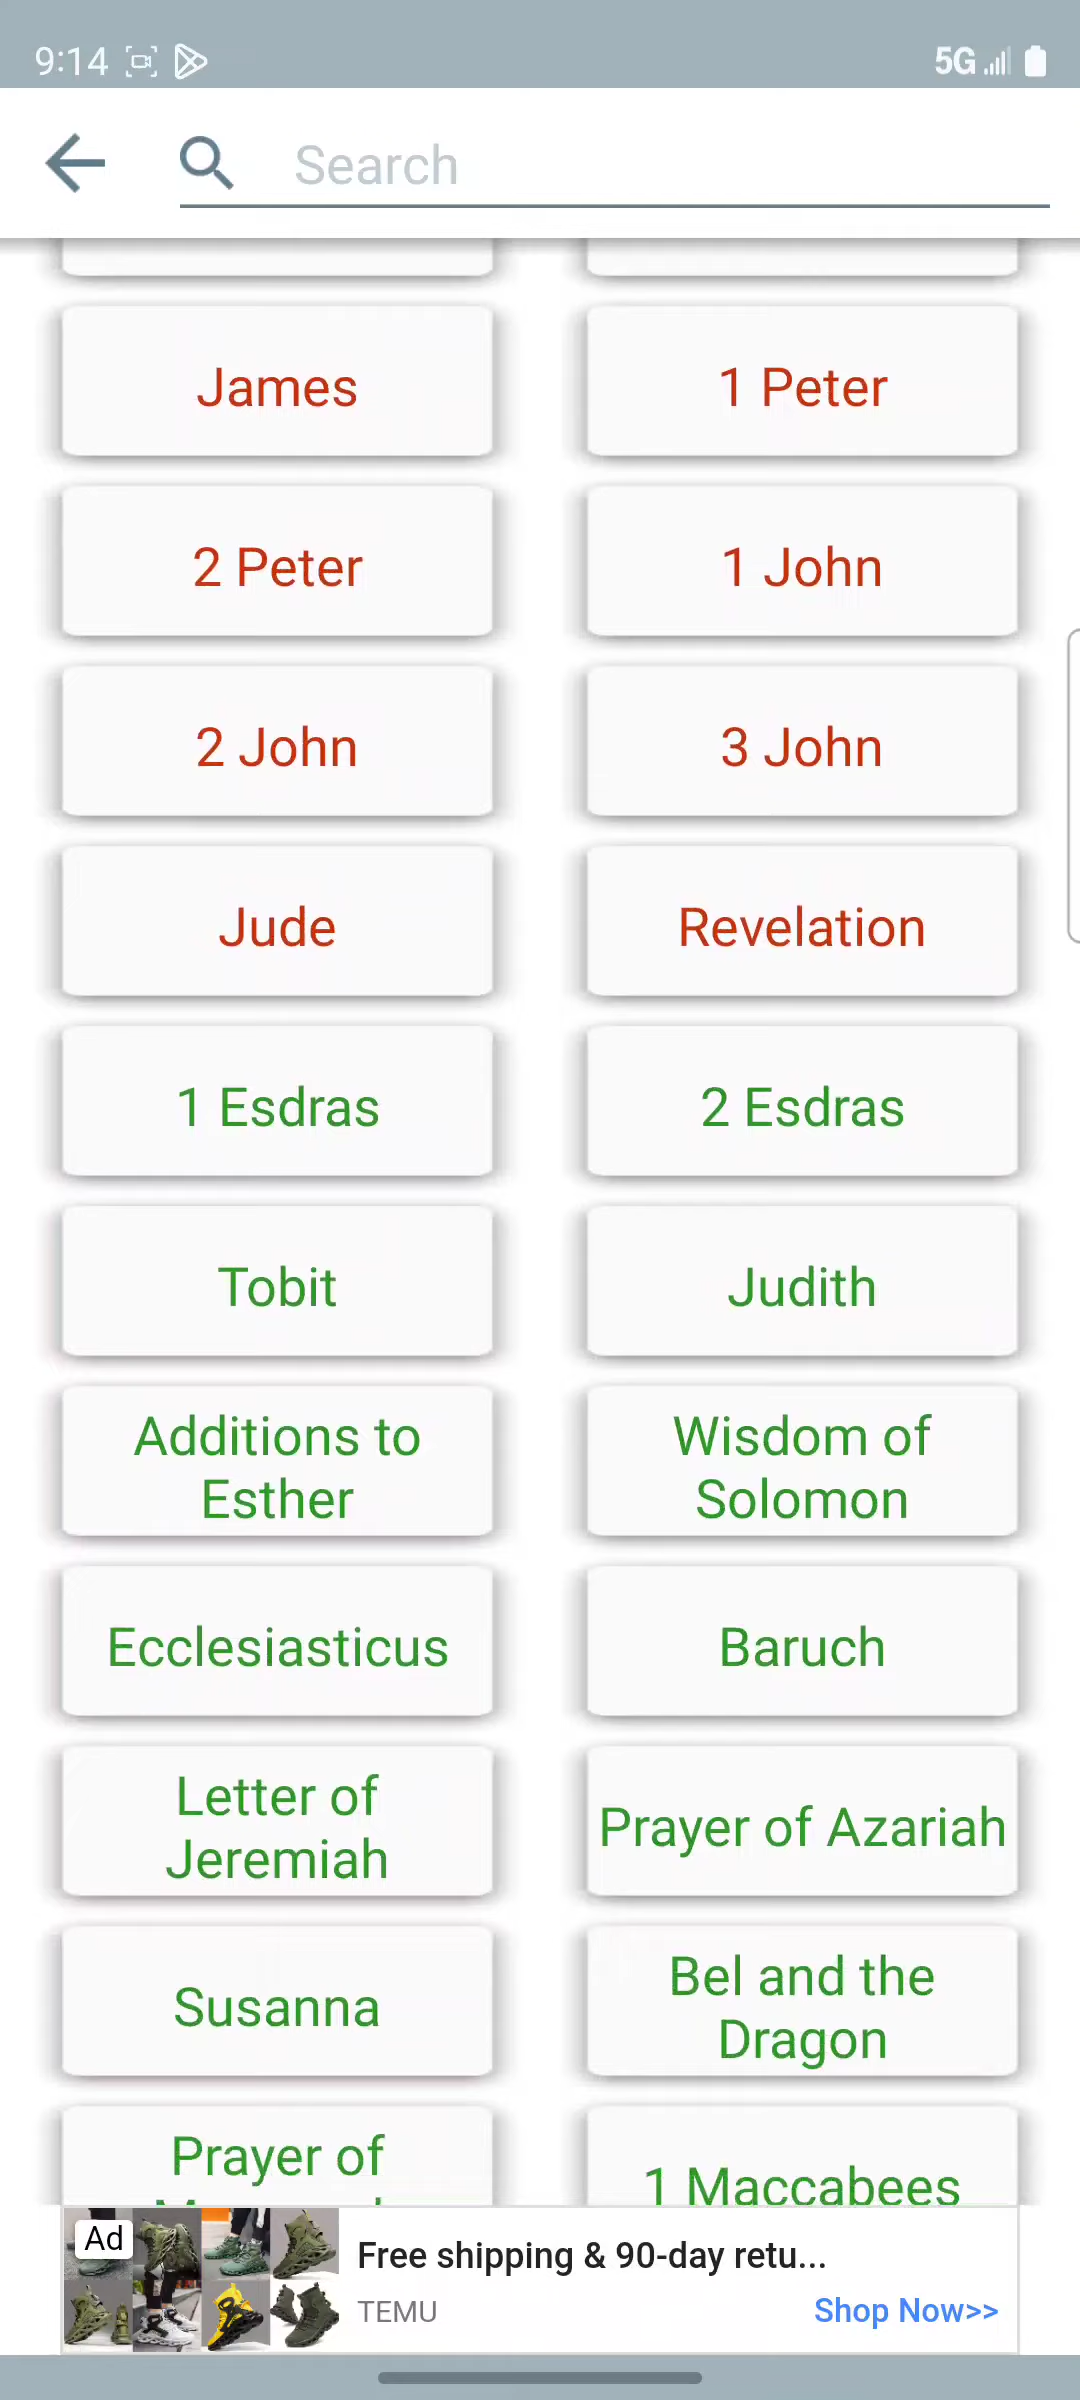 9:14
5G
Search
James
1 Peter
2 Peter
1 John
2 John
3 John
Jude
Revelation
1 Esdras
2 Esdras
Tobit
Judith
Additions to
Esther
Wisdom of
Solomon
Ecclesiasticus
Baruch
Letter of
Jeremiah
Prayer of Azariah
Susanna
Bel and the
Dragon
Prayer of
1 Maccabees
Ad
Free shipping & 90-day retu...
TEMU
Shop Now>>